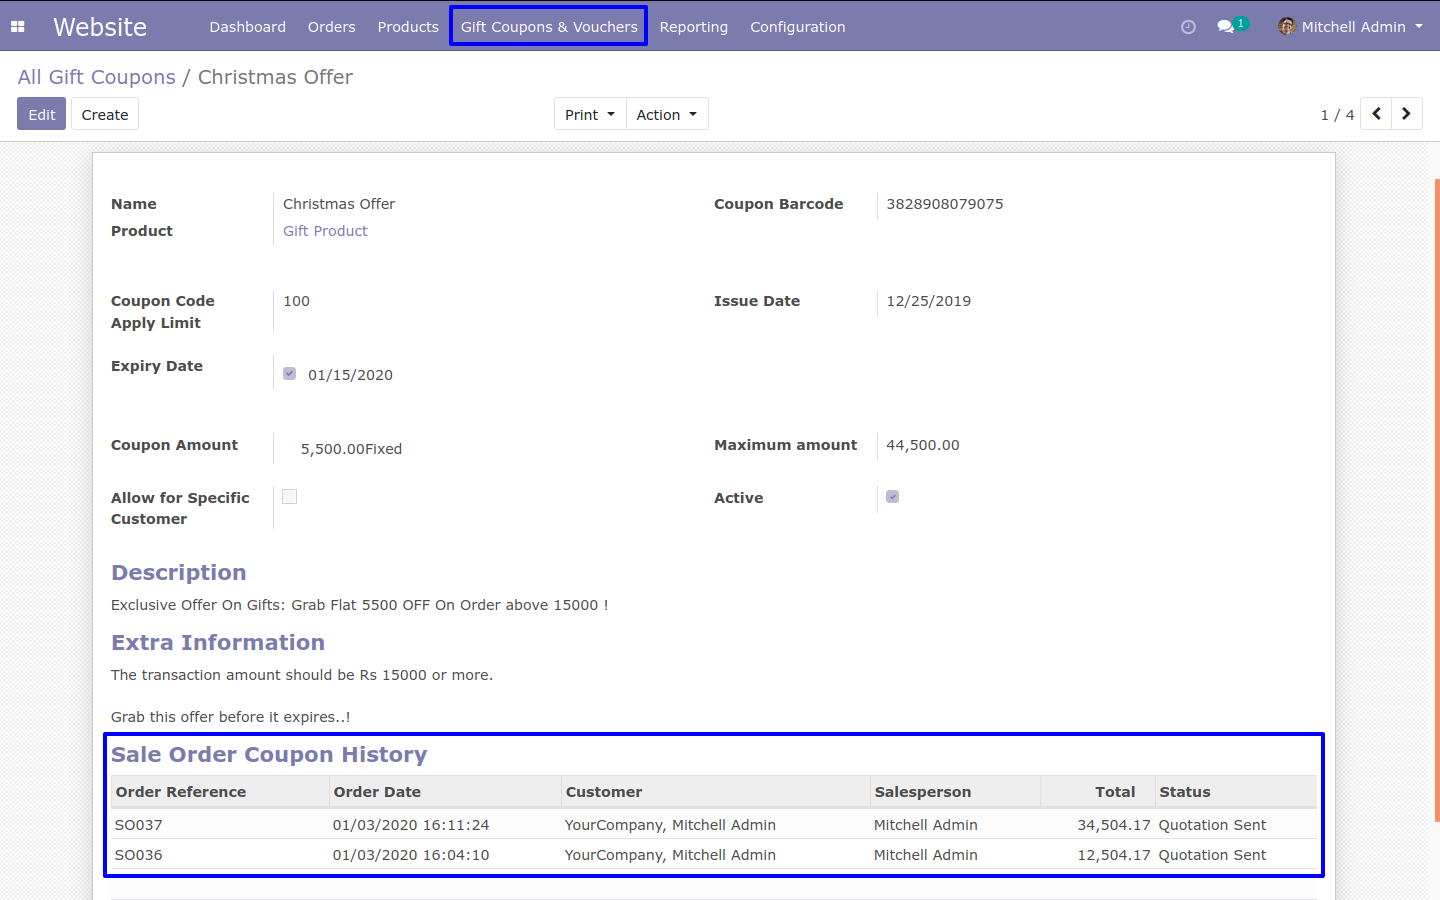 Website Dashboard Orders Products Gift Coupons & Vouchers Reporting Configuration 1 Mitchell Admin
All Gift Coupons / Christmas Offer
Edit Create Print Action 1 / 4
Name Christmas Offer Coupon Barcode 3828908079075
Product Gift Product
Coupon Code 100 Issue Date 12/25/2019
Apply Limit
Expiry Date 01/15/2020
Coupon Amount 5,500.00Fixed Maximum amount 44,500.00
Allow for Specific Active
Customer
Description
Exclusive Offer On Gifts: Grab Flat 5500 OFF On Order above 15000 !
Extra Information
The transaction amount should be Rs 15000 or more.
Grab this offer before it expires..!
Sale Order Coupon History
Order Reference Order Date Customer Salesperson Total Status
SO037 01/03/2020 16:11:24 YourCompany, Mitchell Admin Mitchell Admin 34,504.17 Quotation Sent
SO036 01/03/2020 16:04:10 YourCompany, Mitchell Admin Mitchell Admin 12,504.17 Quotation Sent